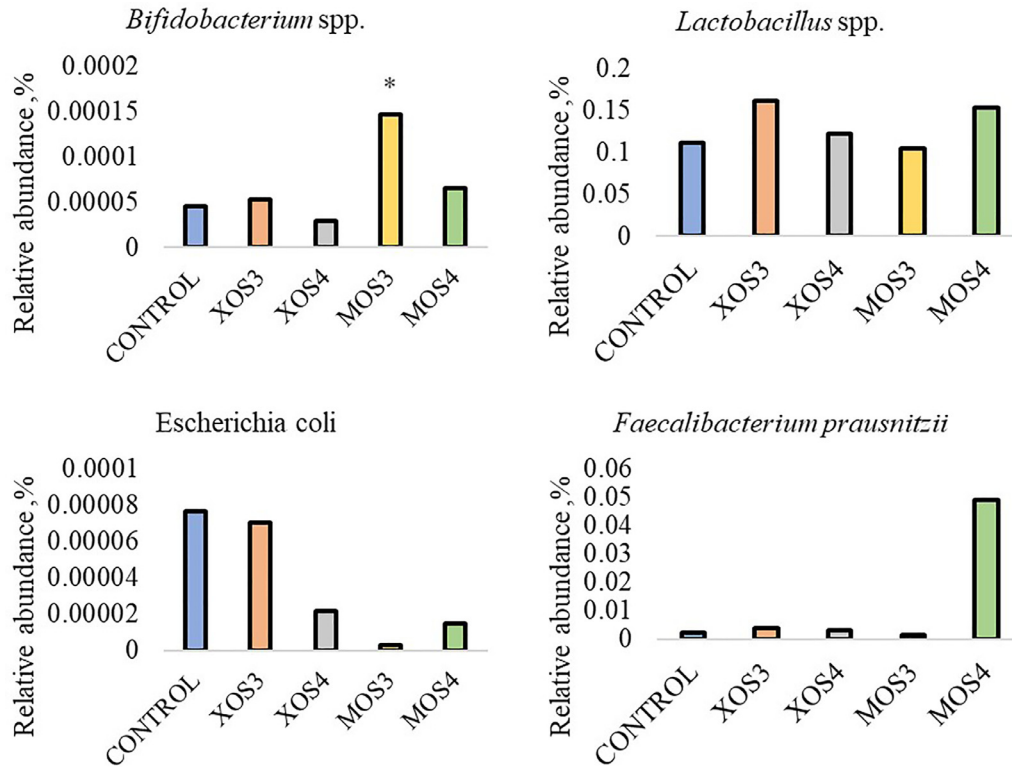 Bifidobacterium spp.
Relative abundance,%
0.0002
0.00015
0.0001
0.00005
0
*
CONTROL
XOS3
XOS4
MOS3
MOS4
Lactobacillus spp.
Relative abundance,%
0.2
0.15
0.1
0.05
0
CONTROL
XOS3
XOS4
MOS3
MOS4
Escherichia coli
Relative abundance,%
0.0001
0.00008
0.00006
0.00004
0.00002
0
CONTROL
XOS3
XOS4
MOS3
MOS4
Faecalibacterium prausnitzii
Relative abundance,%
0.06
0.05
0.04
0.03
0.02
0.01
0
CONTROL
XOS3
XOS4
MOS3
MOS4